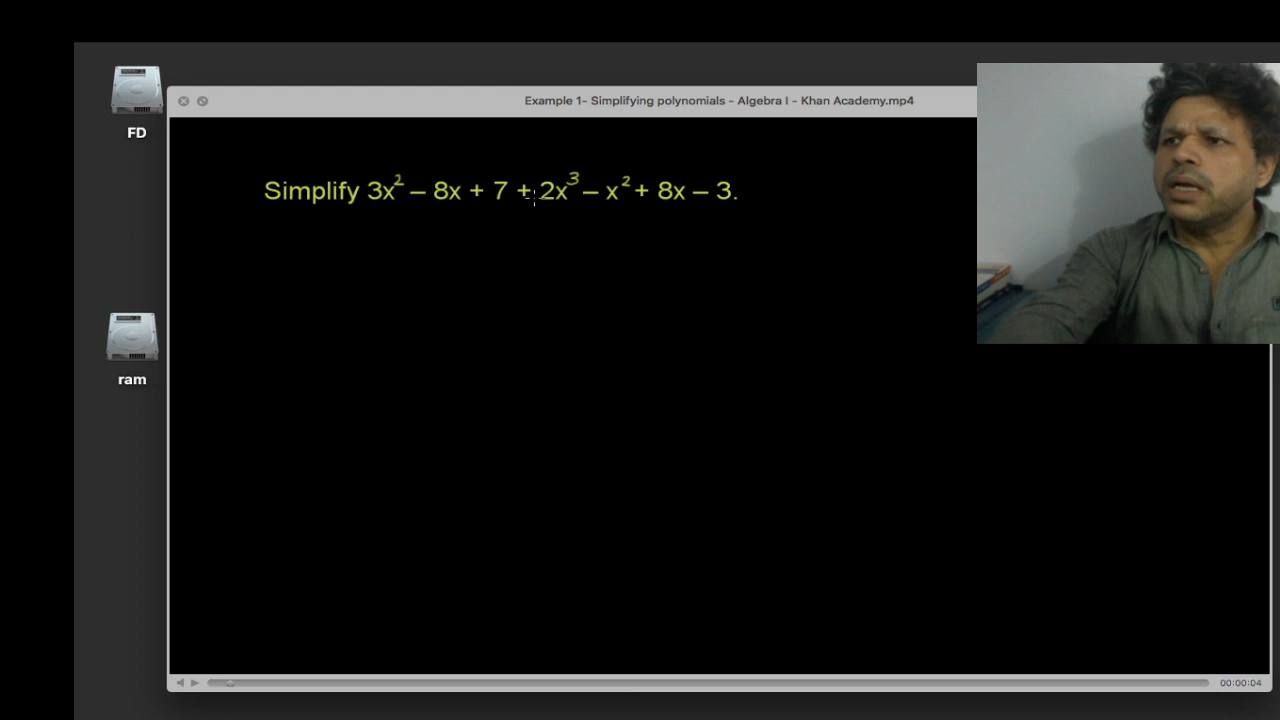 Example 1- Simplifying polynomials - Algebra I - Khan Academy.mp4
FD
Simplify 3x² – 8x + 7 + 2x³ – x² + 8x – 3.
ram
00:00:04